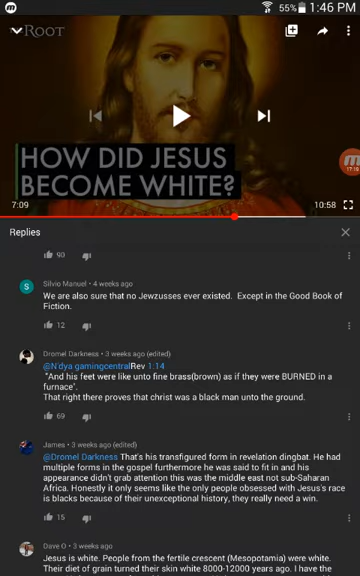 55% 1:46 PM
Root
HOW DID JESUS
BECOME WHITE?
17:10
7:09
10:58
Replies
90
S
Silvio Manuel • 4 weeks ago
We are also sure that no Jewzusses ever existed. Except in the Good Book of
Fiction.
12
Dromel Darkness • 3 weeks ago (edited)
@N'dya gamingcentralRev 1:14
"And his feet were like unto fine brass(brown) as if they were BURNED in a
furnace".
That right there proves that christ was a black man unto the ground.
69
James • 3 weeks ago (edited)
@Dromel Darkness That's his transfigured form in revelation dingbat. He had
multiple forms in the gospel furthermore he was said to fit in and his
appearance didn't grab attention this was the middle east not sub-Saharan
Africa. Honestly it only seems like the only people obsessed with Jesus's race
is blacks because of their unexceptional history, they really need a win.
15
Dave O • 3 weeks ago
Jesus is white. People from the fertile crescent (Mesopotamia) were white.
Their diet of grain turned their skin white 8000-12000 years ago. I have the